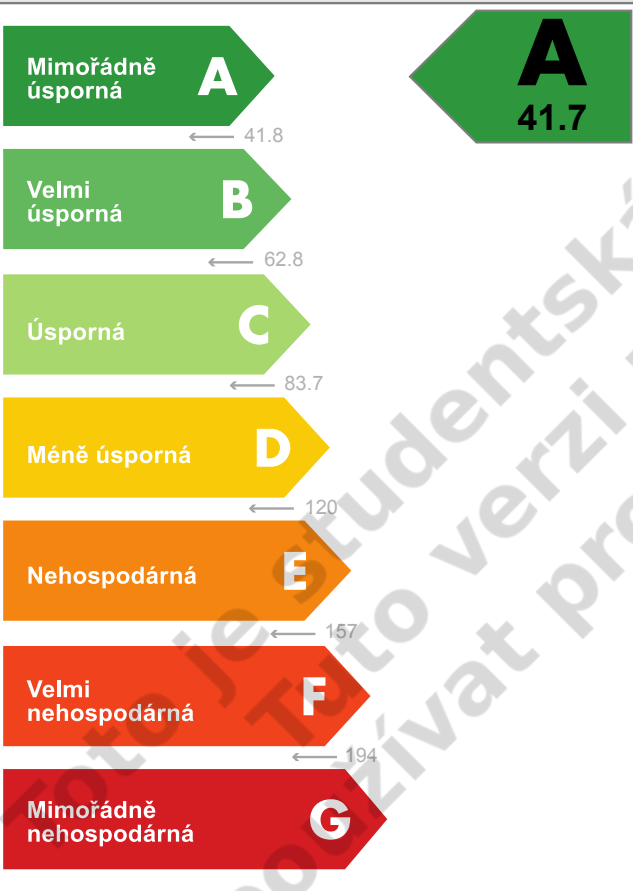 Mimořádně
úsporná
A
A
41.7
41.8
Velmi
úsporná
B
62.8
Úsporná
C
83.7
Méně úsporná
D
120
Nehospodárná
E
157
Velmi
nehospodárná
F
194
Mimořádně
nehospodárná
G
Toto je studentská
Tuto verzi
používat pro